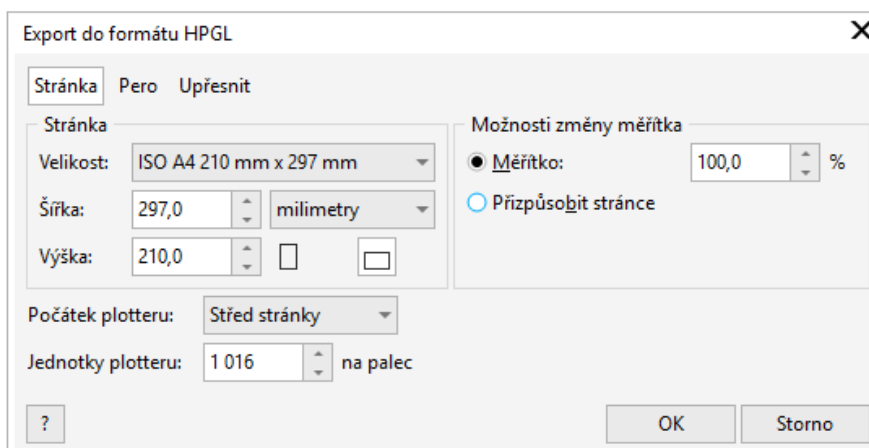 Export do formátu HPGL
Stránka Pero Upřesnit
Stránka
Velikost: ISO A4 210 mm x 297 mm
Šířka: 297,0 milimetry
Výška: 210,0
Možnosti změny měřítka
Měřítko: 100,0 %
Přizpůsobit stránce
Počátek plotteru: Střed stránky
Jednotky plotteru: 1 016 na palec
? OK Storno